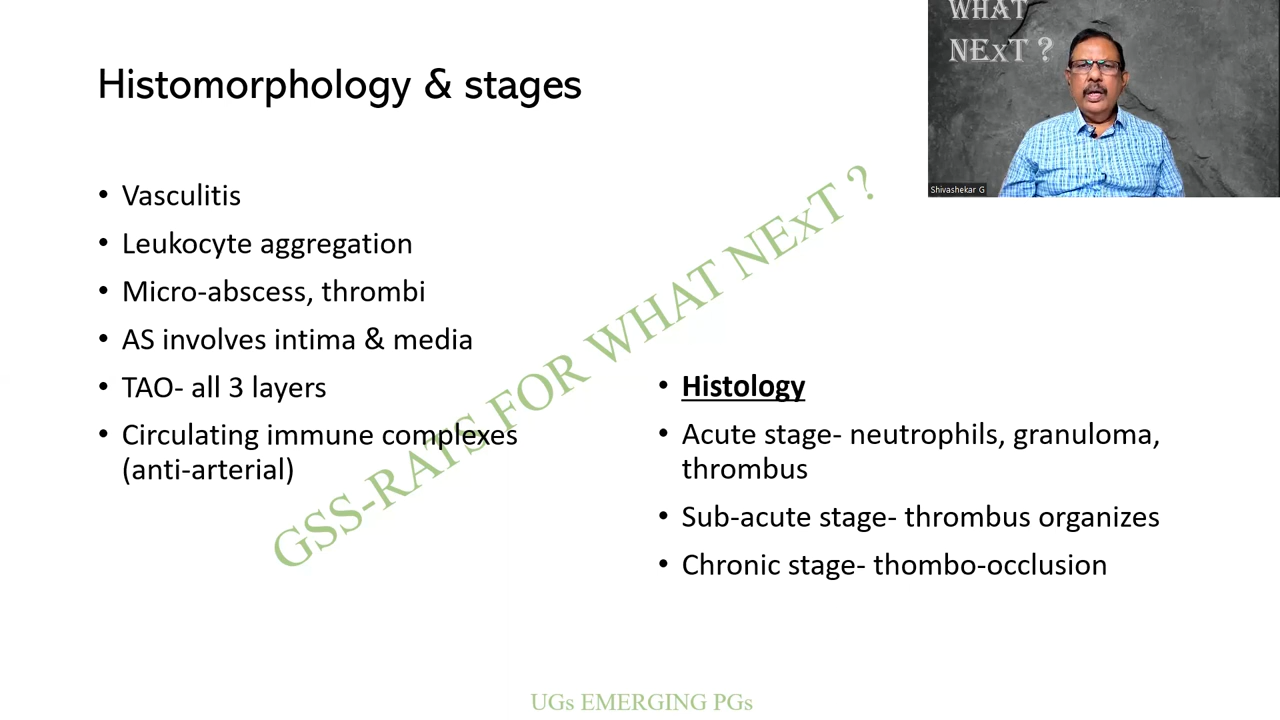 WHAT
NExT ?
Shivashekar G
Histomorphology & stages
• Vasculitis
• Leukocyte aggregation
• Micro-abscess, thrombi
• AS involves intima & media
• TAO- all 3 layers
• Circulating immune complexes
(anti-arterial)
• Histology
• Acute stage- neutrophils, granuloma,
thrombus
• Sub-acute stage- thrombus organizes
• Chronic stage- thombo-occlusion
GSS-RATS FOR WHAT NExT ?
UGs EMERGING PGs